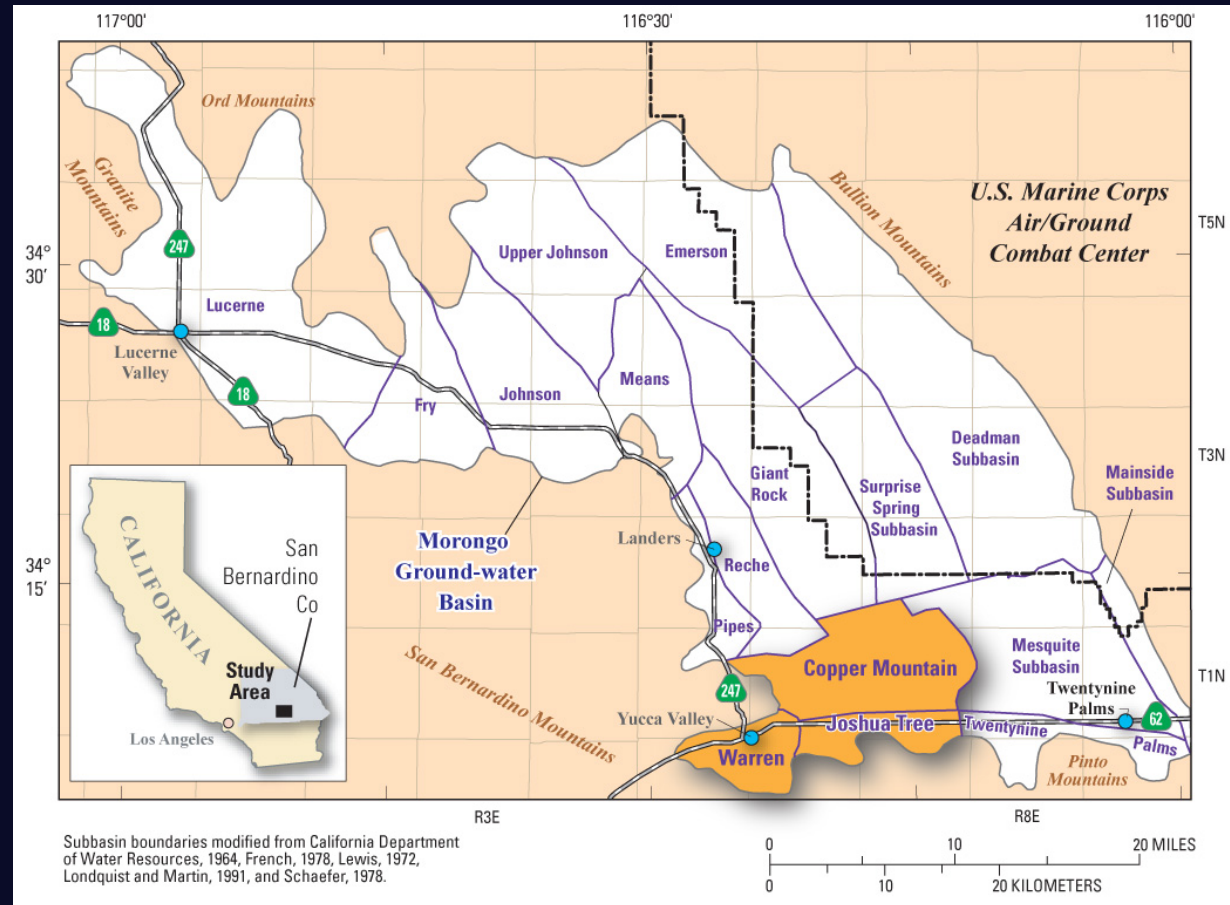 117°00'
116°30'
116°00'
Ord Mountains
Granite
Mountains
Bullion Mountains
U.S. Marine Corps
Air/Ground
Combat Center
T5N
34°
30'
247
Upper Johnson
Emerson
Lucerne
18
Lucerne
Valley
18
Fry
Johnson
Means
Deadman
Subbasin
T3N
Mainside
Subbasin
Giant
Rock
Surprise
Spring
Subbasin
CALIFORNIA
San
Bernardino
Co
Study
Area
Los Angeles
Morongo
Ground-water
Basin
Landers
Reche
34°
15'
Pipes
San Bernardino Mountains
Copper Mountain
Mesquite
Subbasin
T1N
247
Twentynine
Palms
62
Yucca Valley
Joshua Tree
Twentynine
Palms
Warren
Pinto
Mountains
R3E
R8E
Subbasin boundaries modified from California Department
of Water Resources, 1964, French, 1978, Lewis, 1972,
Londquist and Martin, 1991, and Schaefer, 1978.
0 10 20 MILES
0 10 20 KILOMETERS